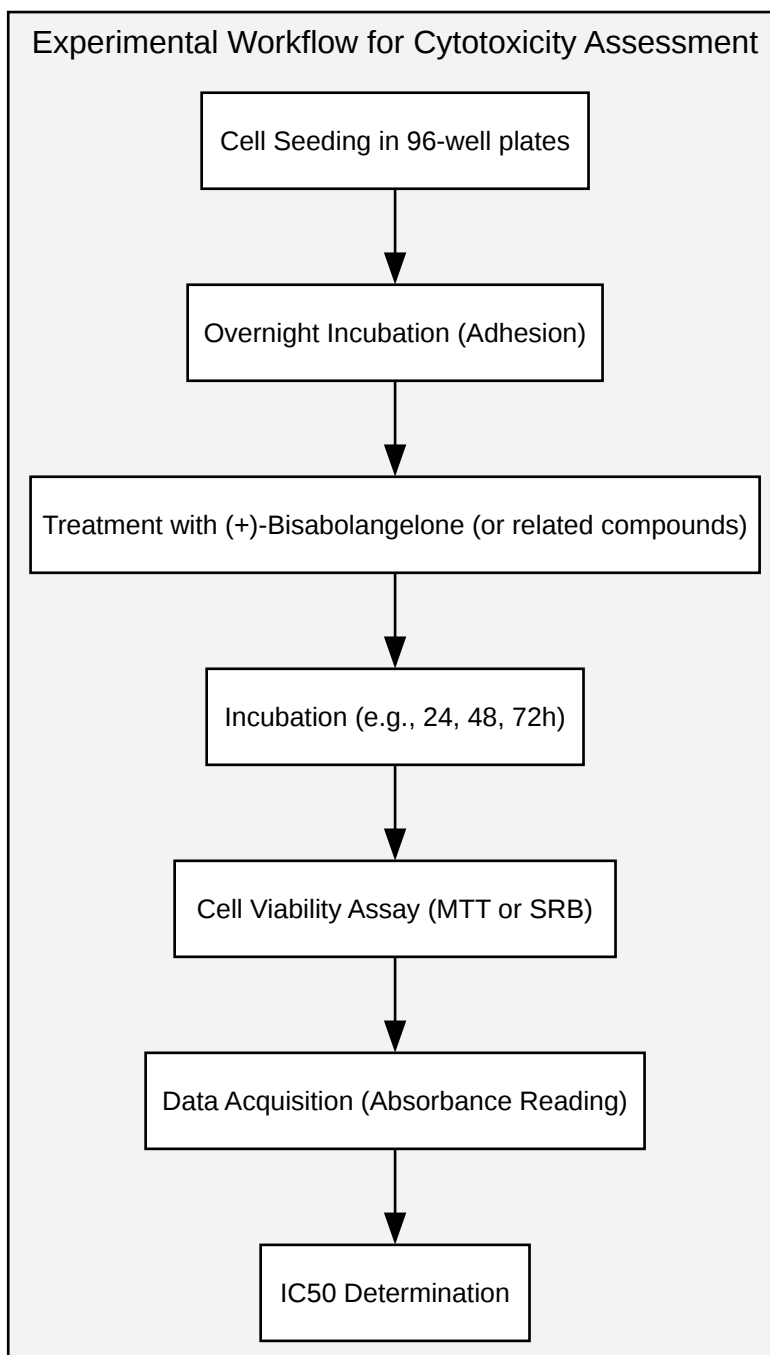 Experimental Workflow for Cytotoxicity Assessment
Cell Seeding in 96-well plates
Overnight Incubation (Adhesion)
Treatment with (+)-Bisabolangelone (or related compounds)
Incubation (e.g., 24, 48, 72h)
Cell Viability Assay (MTT or SRB)
Data Acquisition (Absorbance Reading)
IC50 Determination